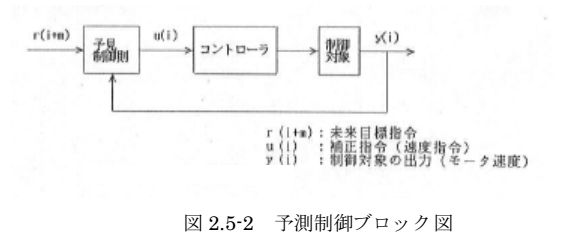 r(i+m)
予見
制御則
u(i)
コントローラ
制御
対象
y(i)
r(i+m):未来目標指令
u(i) :補正指令(速度指令)
y(i) :制御対象の出力(モータ速度)
図 2.5-2 予測制御ブロック図